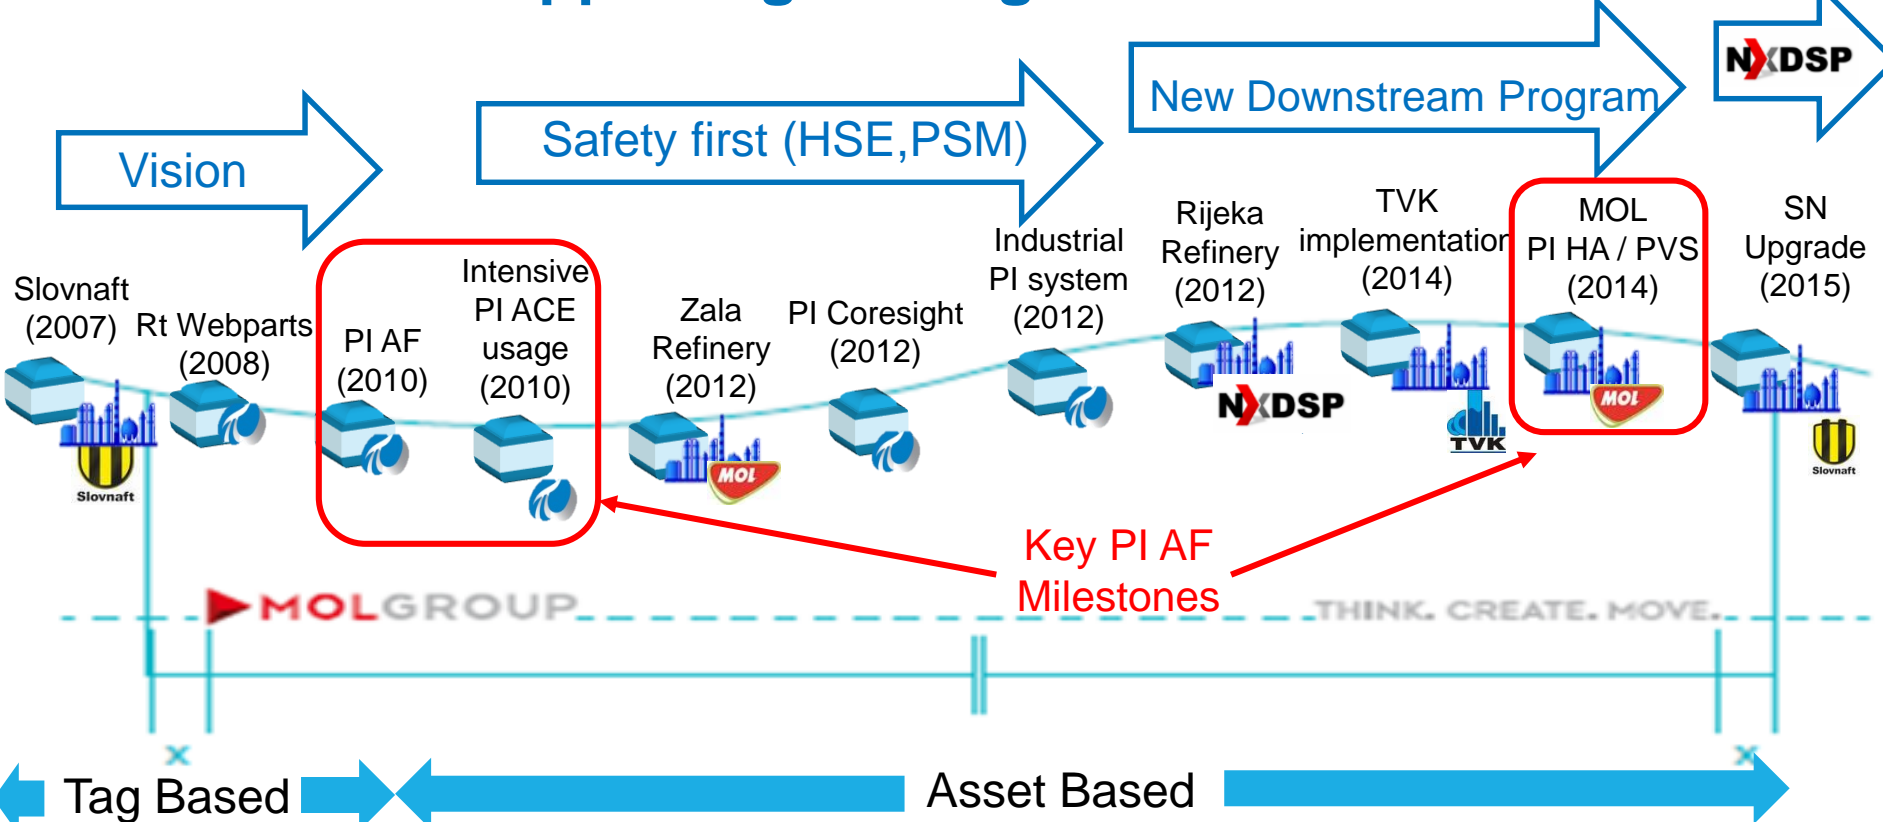 NXDSP
New Downstream Program
Safety first (HSE,PSM)
Vision
Slovnaft
(2007)
Rt Webparts
(2008)
PI AF
(2010)
Intensive
PI ACE
usage
(2010)
Zala
Refinery
(2012)
PI Coresight
(2012)
Industrial
PI system
(2012)
Rijeka
Refinery
(2012)
TVK
implementation
(2014)
MOL
PI HA / PVS
(2014)
SN
Upgrade
(2015)
Slovnaft
MOL
NXDSP
TVK
MOL
Slovnaft
Key PI AF
Milestones
MOLGROUP
THINK. CREATE. MOVE.
x
x
Tag Based
Asset Based